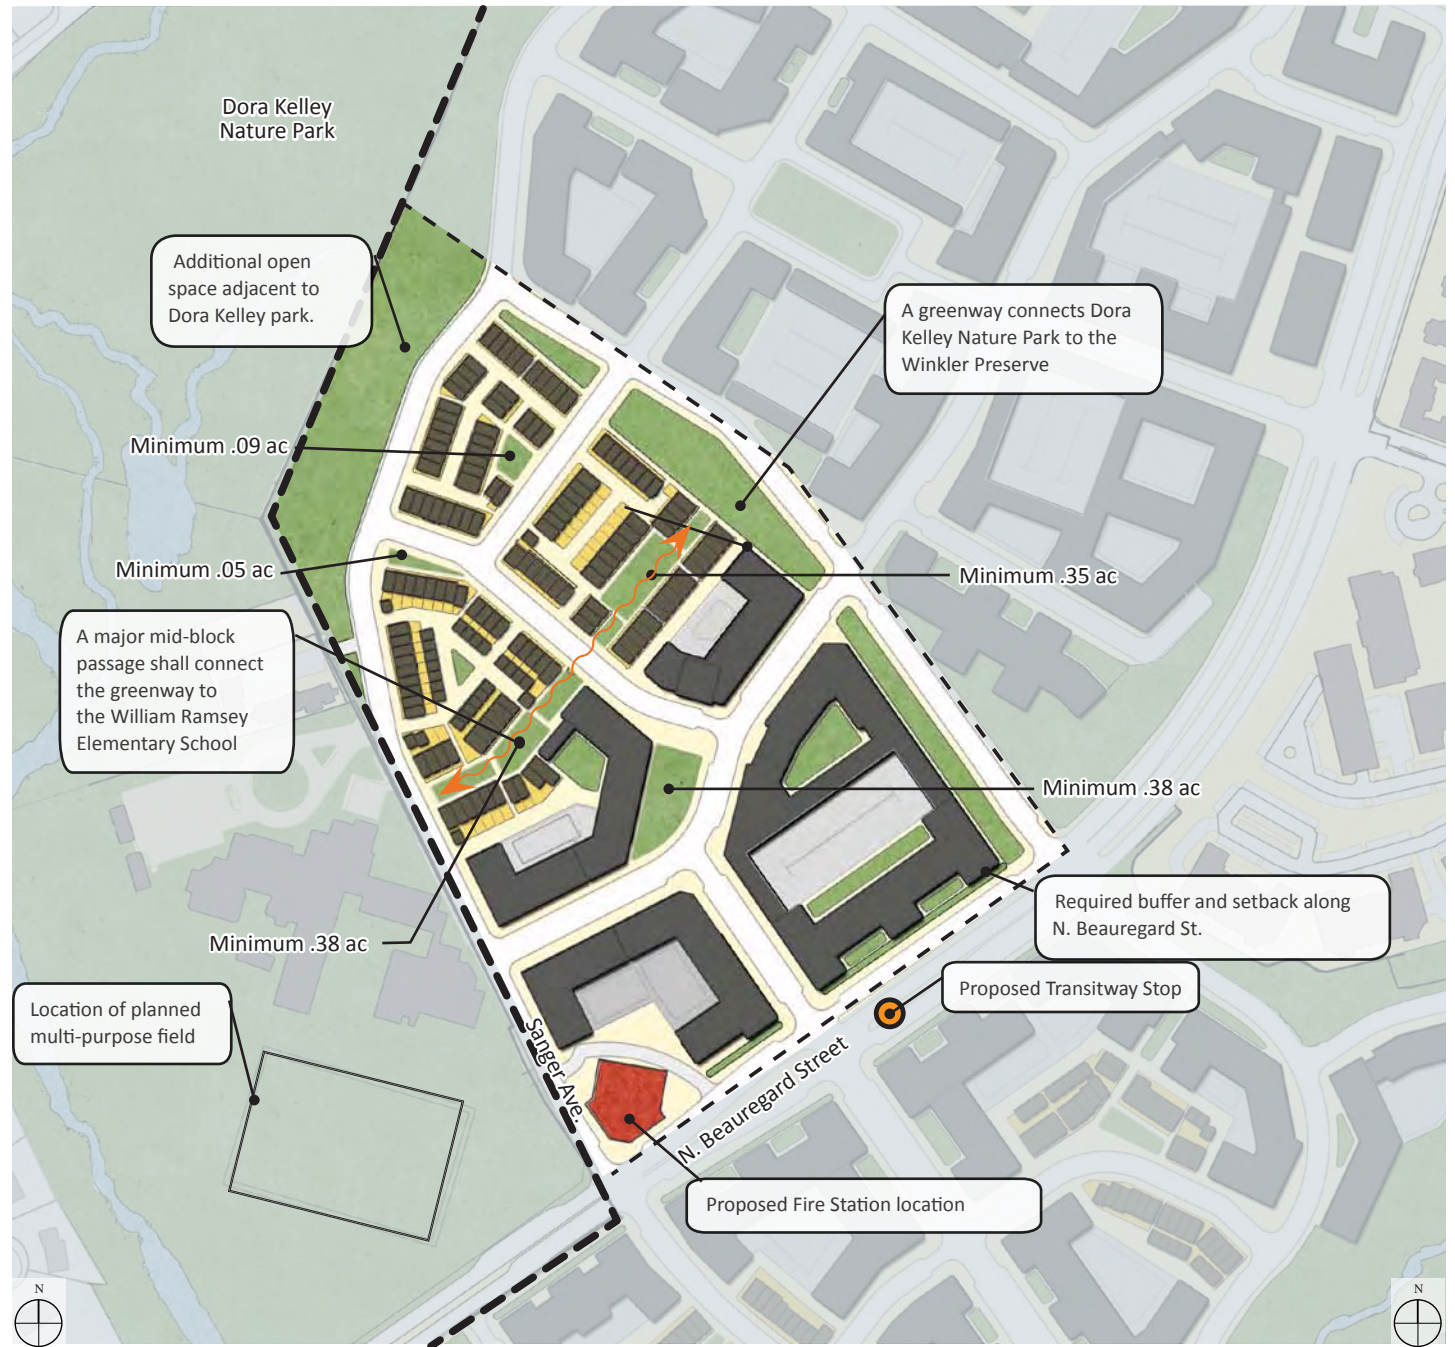 Dora Kelley
Nature Park
Additional open
space adjacent to
Dora Kelley park.
A greenway connects Dora
Kelley Nature Park to the
Winkler Preserve
Minimum .09 ac
Minimum .05 ac
Minimum .35 ac
A major mid-block
passage shall connect
the greenway to
the William Ramsey
Elementary School
Minimum .38 ac
Required buffer and setback along
N. Beauregard St.
Minimum .38 ac
Proposed Transitway Stop
Location of planned
multi-purpose field
Sanger Ave.
N. Beauregard Street
Proposed Fire Station location
N
N